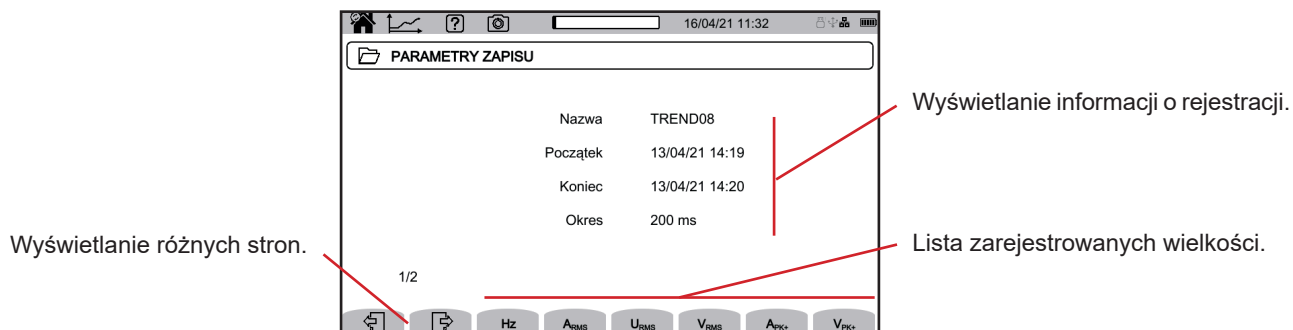 16/04/21 11:32
PARAMETRY ZAPISU
Nazwa TREND08
Wyświetlanie informacji o rejestracji.
Początek 13/04/21 14:19
Koniec 13/04/21 14:20
Okres 200 ms
Wyświetlanie różnych stron.
Lista zarejestrowanych wielkości.
1/2
Hz ARMS URMS VRMS APK+ VPK+